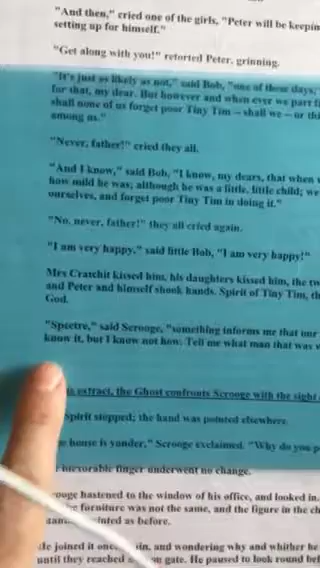 "And then," cried one of the girls, "Peter will be keepin
setting up for himself."
"Get along with you!" retorted Peter, grinning.
"It's just as likely as not," said Bob, "one of these days,
for that, my dear. But however and when ever we part f
shall none of us forget poor Tiny Tim -- shall we -- or thi
among us."
"Never, father!" cried they all.
"And I know," said Bob, "I know, my dears, that when
how mild he was; although he was a little, little child; we
ourselves, and forget poor Tiny Tim in doing it."
"No, never, father!" they all cried again.
"I am very happy," said little Bob, "I am very happy!"
Mrs Cratchit kissed him, his daughters kissed him, the tw
and Peter and himself shook hands. Spirit of Tiny Tim, th
God.
"Spectre," said Scrooge, "something informs me that our
know it, but I know not how. Tell me what man that was
extract, the Ghost confronts Scrooge with the sight
Spirit stopped; the hand was pointed elsewhere.
house is yonder," Scrooge exclaimed. "Why do you p
inexorable finger underwent no change.
rooge hastened to the window of his office, and looked in.
furniture was not the same, and the figure in the ch
inted as before.
He joined it once ain, and wondering why and whither he
until they reached on gate. He paused to look round bef